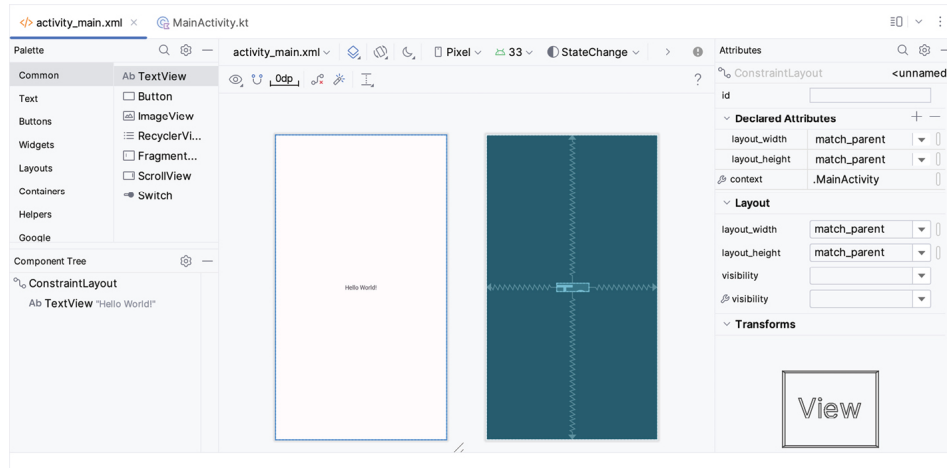 activity_main.xml
MainActivity.kt
Palette
Common
Text
Buttons
Widgets
Layouts
Containers
Helpers
Google
Ab TextView
Button
ImageView
RecyclerVi...
Fragment...
ScrollView
Switch
Component Tree
ConstraintLayout
Ab TextView "Hello World!"
activity_main.xml Pixel 33 StateChange
0dp
?
Hello World!
Attributes
ConstraintLayout <unnamed
id
Declared Attributes
layout_width match_parent
layout_height match_parent
context .MainActivity
Layout
layout_width match_parent
layout_height match_parent
visibility
visibility
Transforms
View